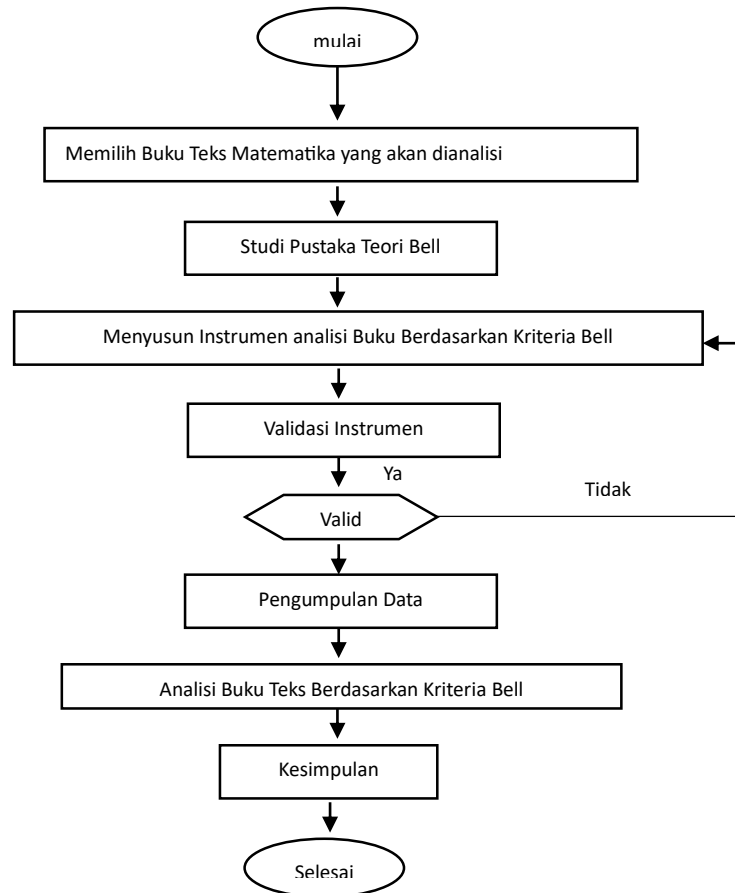 mulai
Memilih Buku Teks Matematika yang akan dianalisi
Studi Pustaka Teori Bell
Menyusun Instrumen analisi Buku Berdasarkan Kriteria Bell
Validasi Instrumen
Ya
Tidak
Valid
Pengumpulan Data
Analisi Buku Teks Berdasarkan Kriteria Bell
Kesimpulan
Selesai